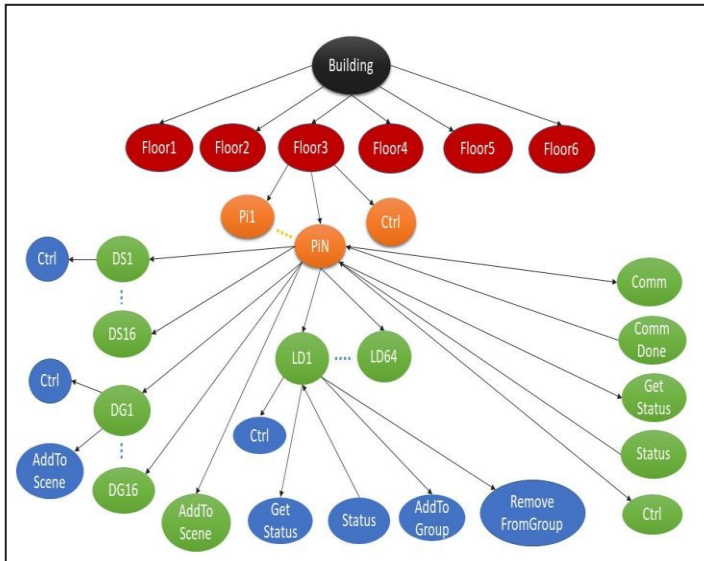 Building
Floor1
Floor2
Floor3
Floor4
Floor5
Floor6
Pi1
Ctrl
PiN
Ctrl
DS1
Comm
DS16
LD1
LD64
Comm
Done
Ctrl
DG1
Get
Status
Ctrl
AddTo
Scene
Status
DG16
AddTo
Scene
Get
Status
Status
AddTo
Group
Remove
FromGroup
Ctrl